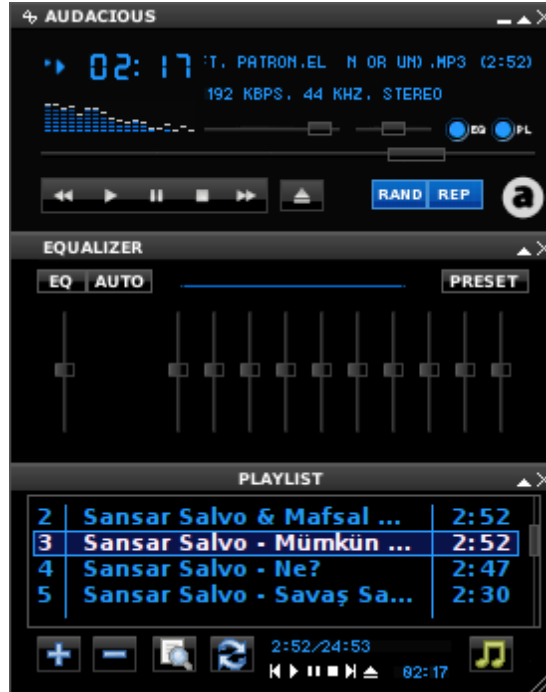 AUDACIOUS
02:17
T. PATRON.EL N OR UN) .MP3 (2:52)
192 KBPS, 44 KHZ, STEREO
EQ PL
RAND REP
a
EQUALIZER
EQ AUTO PRESET
PLAYLIST
2 Sansar Salvo & Mafsal ... 2:52
3 Sansar Salvo - Mümkün ... 2:52
4 Sansar Salvo - Ne? 2:47
5 Sansar Salvo - Savaş Sa... 2:30
2:52/24:53
02:17